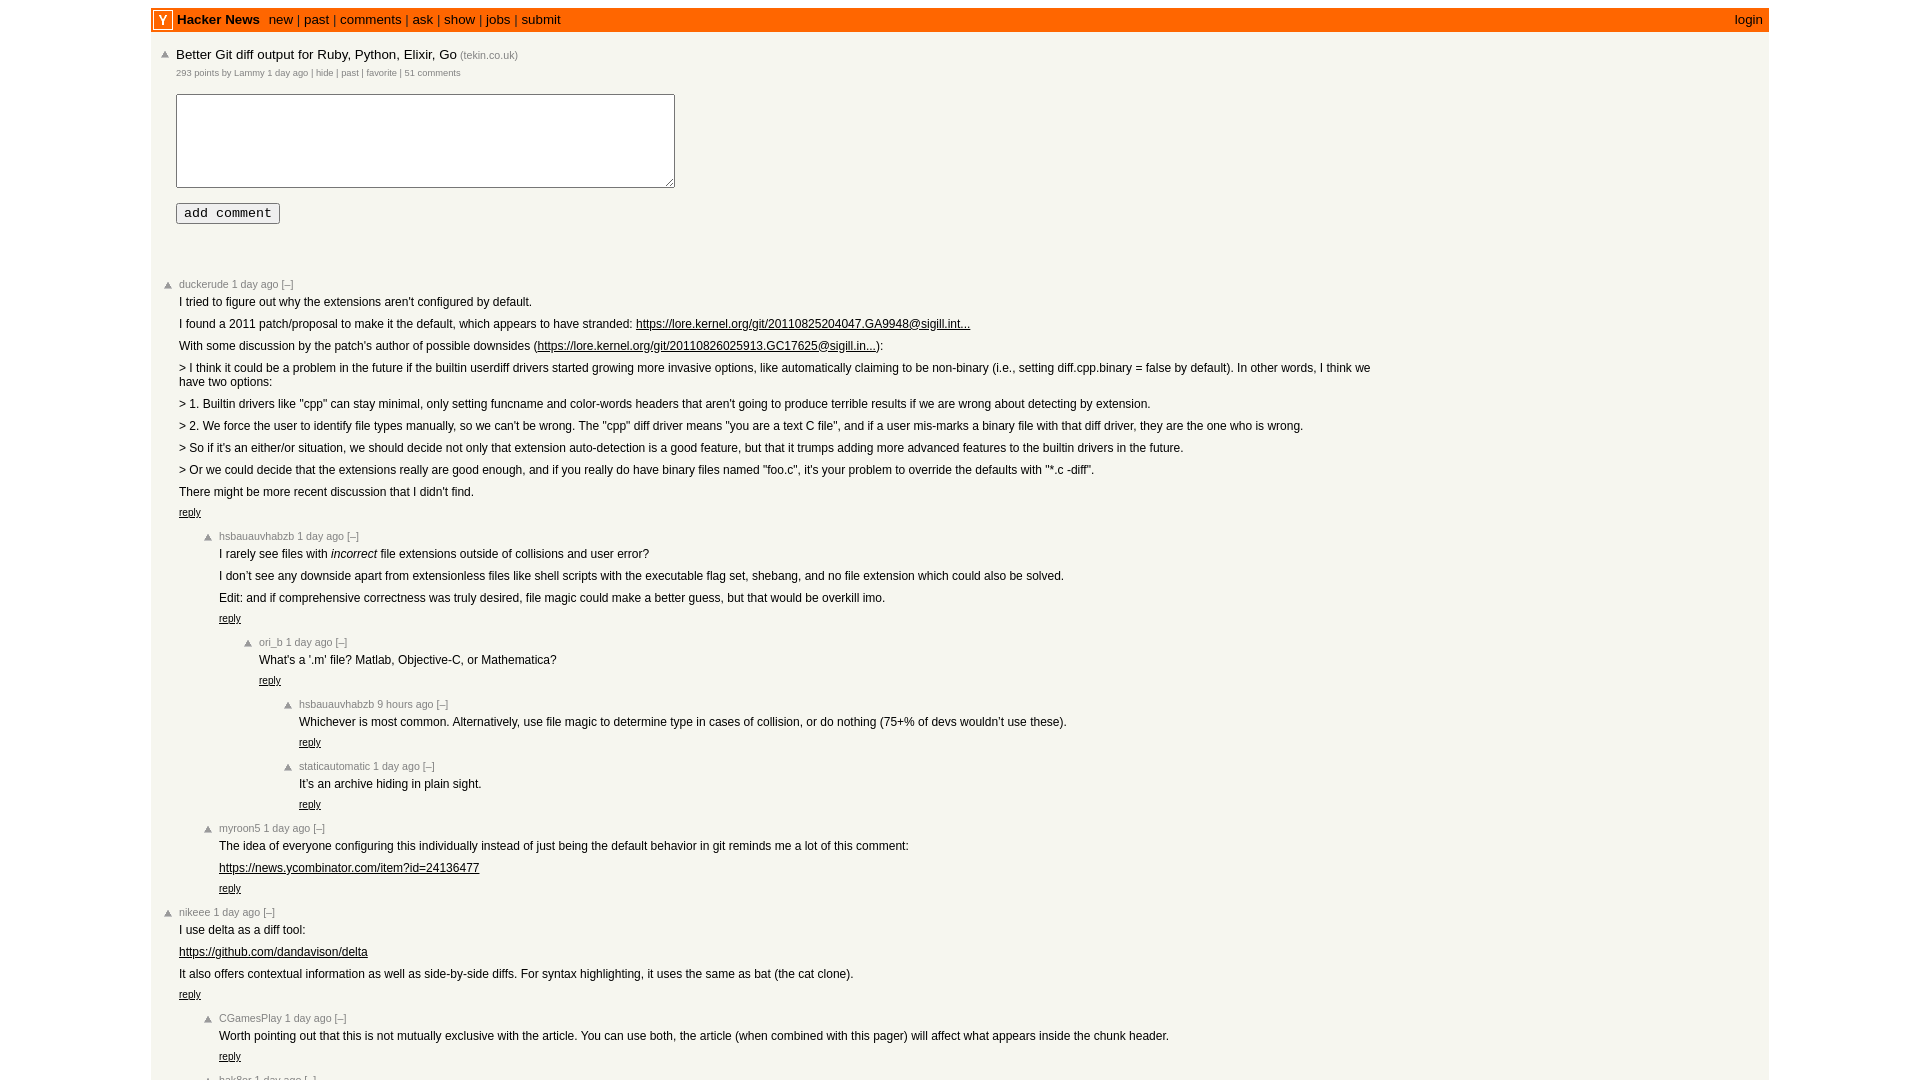 Y Hacker News new | past | comments | ask | show | jobs | submit login
Better Git diff output for Ruby, Python, Elixir, Go (tekin.co.uk)
293 points by Lammy 1 day ago | hide | past | favorite | 51 comments
add comment
duckerude 1 day ago [–]
I tried to figure out why the extensions aren't configured by default.
I found a 2011 patch/proposal to make it the default, which appears to have stranded: https://lore.kernel.org/git/20110825204047.GA9948@sigill.int...
With some discussion by the patch's author of possible downsides (https://lore.kernel.org/git/20110826025913.GC17625@sigill.in...):
> I think it could be a problem in the future if the builtin userdiff drivers started growing more invasive options, like automatically claiming to be non-binary (i.e., setting diff.cpp.binary = false by default). In other words, I think we
have two options:
> 1. Builtin drivers like "cpp" can stay minimal, only setting funcname and color-words headers that aren't going to produce terrible results if we are wrong about detecting by extension.
> 2. We force the user to identify file types manually, so we can't be wrong. The "cpp" diff driver means "you are a text C file", and if a user mis-marks a binary file with that diff driver, they are the one who is wrong.
> So if it's an either/or situation, we should decide not only that extension auto-detection is a good feature, but that it trumps adding more advanced features to the builtin drivers in the future.
> Or we could decide that the extensions really are good enough, and if you really do have binary files named "foo.c", it's your problem to override the defaults with "*.c -diff".
There might be more recent discussion that I didn't find.
reply
hsbauauvhabzb 1 day ago [–]
I rarely see files with incorrect file extensions outside of collisions and user error?
I don’t see any downside apart from extensionless files like shell scripts with the executable flag set, shebang, and no file extension which could also be solved.
Edit: and if comprehensive correctness was truly desired, file magic could make a better guess, but that would be overkill imo.
reply
ori_b 1 day ago [–]
What's a '.m' file? Matlab, Objective-C, or Mathematica?
reply
hsbauauvhabzb 9 hours ago [–]
Whichever is most common. Alternatively, use file magic to determine type in cases of collision, or do nothing (75+% of devs wouldn’t use these).
reply
staticautomatic 1 day ago [–]
It’s an archive hiding in plain sight.
reply
myroon5 1 day ago [–]
The idea of everyone configuring this individually instead of just being the default behavior in git reminds me a lot of this comment:
https://news.ycombinator.com/item?id=24136477
reply
nikeee 1 day ago [–]
I use delta as a diff tool:
https://github.com/dandavison/delta
It also offers contextual information as well as side-by-side diffs. For syntax highlighting, it uses the same as bat (the cat clone).
reply
CGamesPlay 1 day ago [–]
Worth pointing out that this is not mutually exclusive with the article. You can use both, the article (when combined with this pager) will affect what appears inside the chunk header.
reply
bak8er 1 day ago [–]